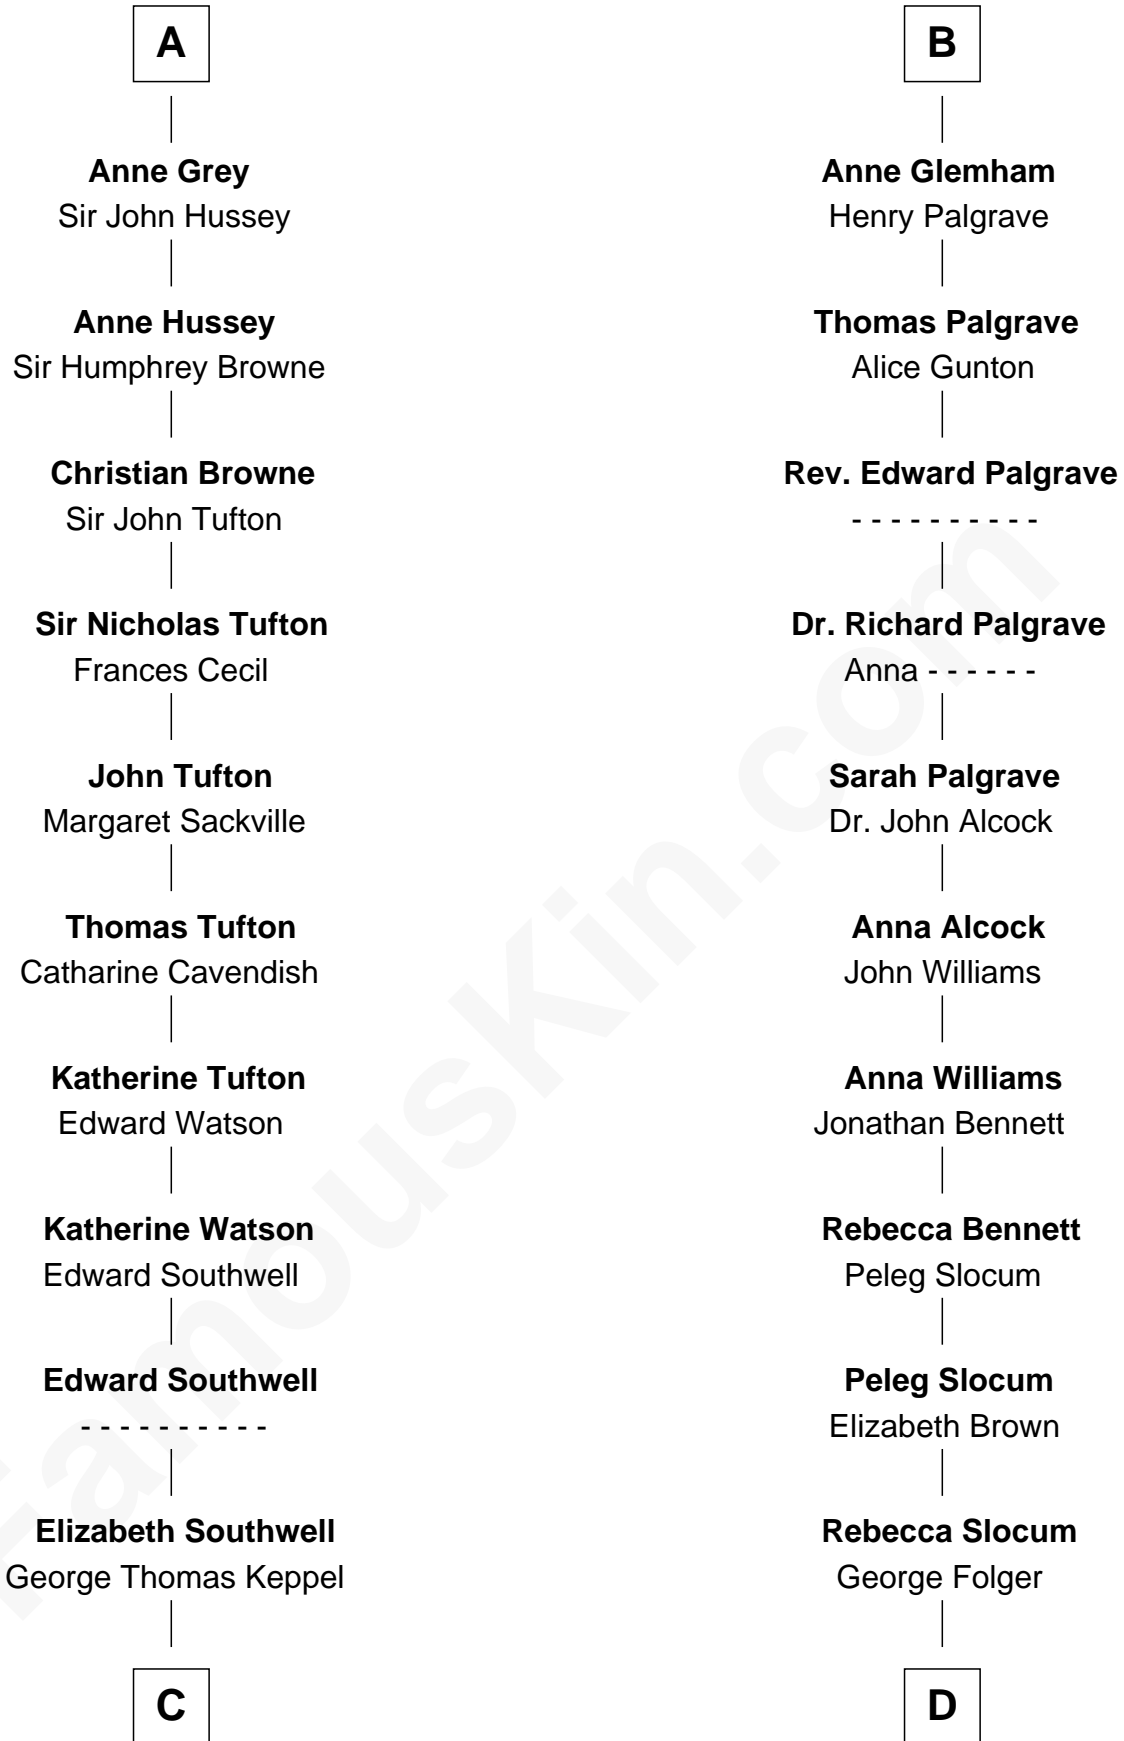 A
Anne Grey
Sir John Hussey
Anne Hussey
Sir Humphrey Browne
Christian Browne
Sir John Tufton
Sir Nicholas Tufton
Frances Cecil
John Tufton
Margaret Sackville
Thomas Tufton
Catharine Cavendish
Katherine Tufton
Edward Watson
Katherine Watson
Edward Southwell
Edward Southwell
- - - - - - - - - -
Elizabeth Southwell
George Thomas Keppel
C
B
Anne Glemham
Henry Palgrave
Thomas Palgrave
Alice Gunton
Rev. Edward Palgrave
- - - - - - - - - -
Dr. Richard Palgrave
Anna - - - - - -
Sarah Palgrave
Dr. John Alcock
Anna Alcock
John Williams
Anna Williams
Jonathan Bennett
Rebecca Bennett
Peleg Slocum
Peleg Slocum
Elizabeth Brown
Rebecca Slocum
George Folger
D
FamousKin.com